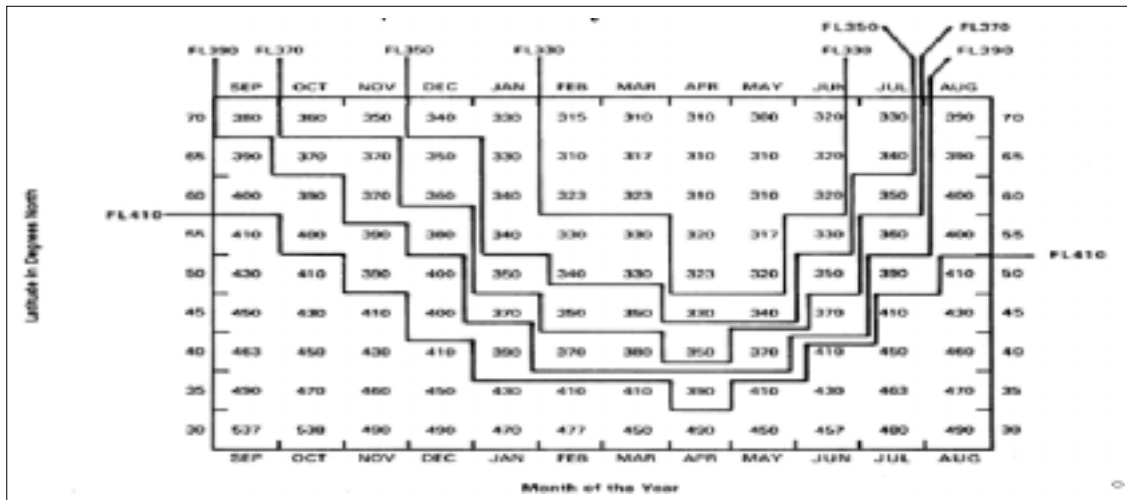 FL350 FL370
FL390 FL370 FL350 FL330 FL330 FL390
SEP OCT NOV DEC JAN FEB MAR APR MAY JUN JUL AUG
70 380 360 350 340 330 315 310 310 300 320 330 390 70
65 390 370 370 350 330 310 317 310 310 320 340 390 65
60 400 390 370 360 340 323 323 310 310 320 350 400 60
FL410
55 410 400 390 380 340 330 330 320 317 330 360 400 55
FL410
50 430 410 390 400 350 340 330 323 320 350 390 410 50
45 450 430 410 400 370 350 350 330 340 370 410 430 45
40 463 450 430 410 390 370 380 350 370 410 450 460 40
35 490 470 460 450 430 410 410 390 410 430 463 470 35
30 537 538 490 490 470 477 450 450 457 480 490 30
SEP OCT NOV DEC JAN FEB MAR APR MAY JUN JUL AUG
Month of the Year
Latitude in Degrees North